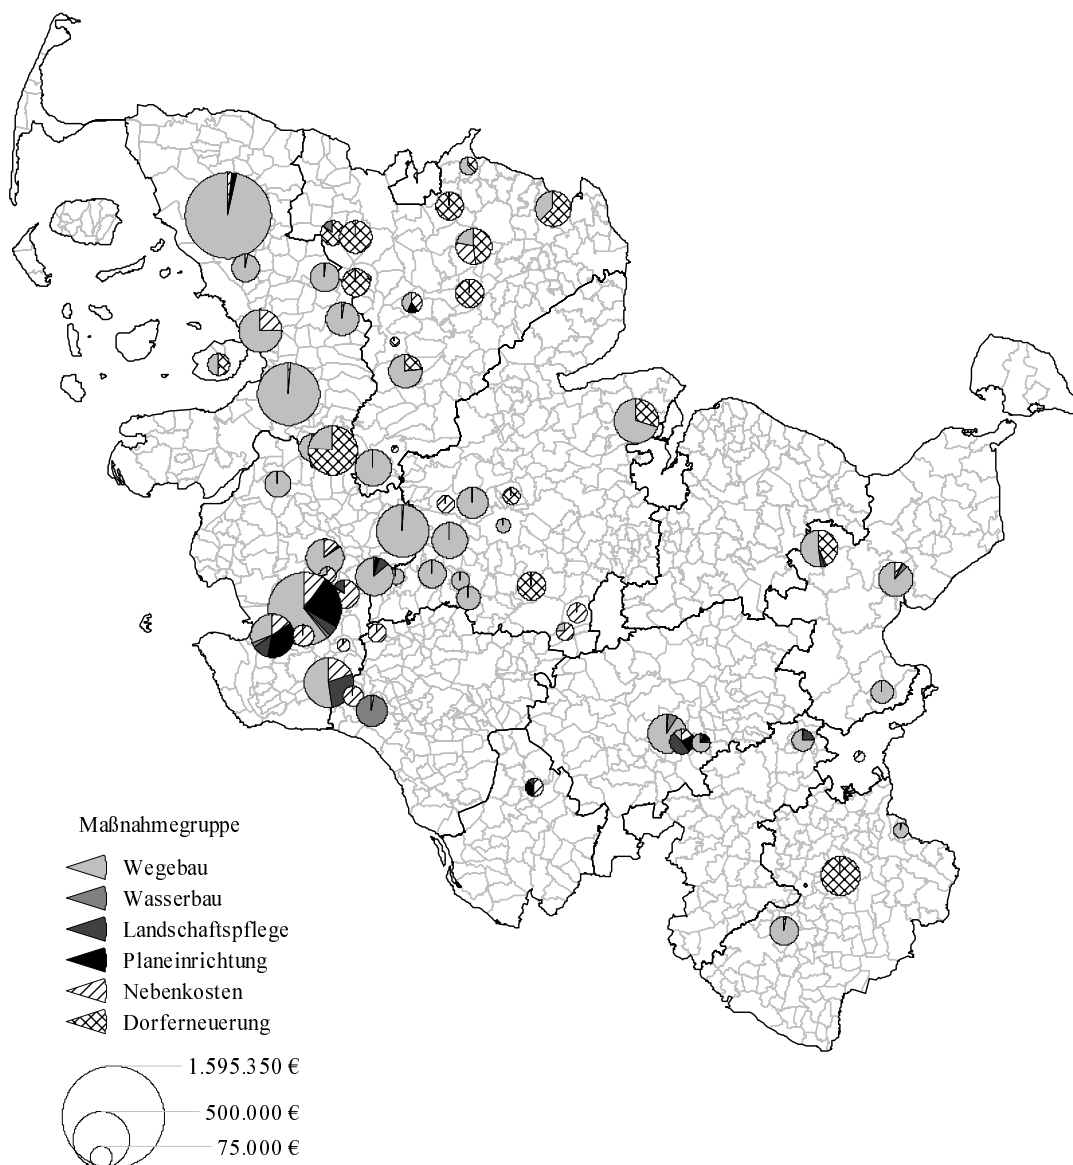 Maßnahmegruppe
Wegebau
Wasserbau
Landschaftspflege
Planeinrichtung
Nebenkosten
Dorferneuerung
1.595.350 €
500.000 €
75.000 €